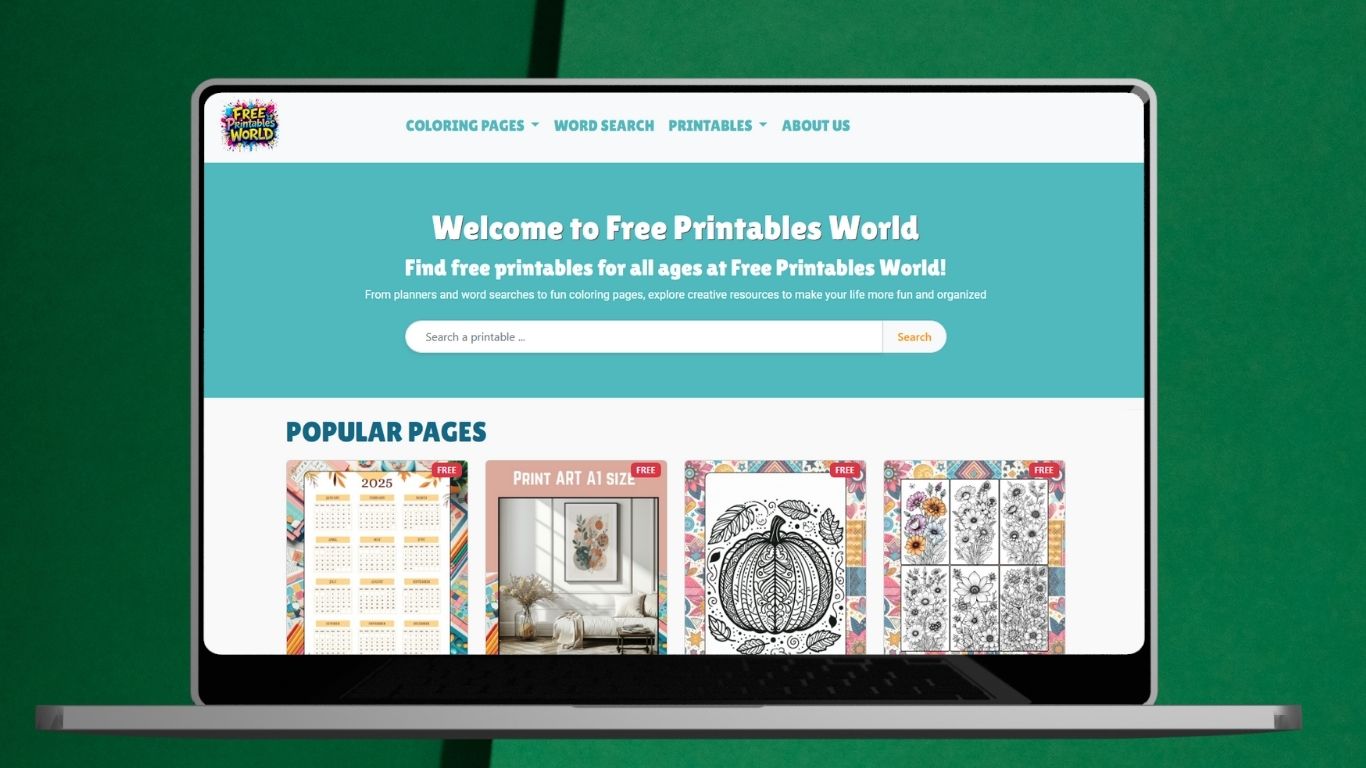 FREE
Printables
WORLD
COLORING PAGES
WORD SEARCH
PRINTABLES
ABOUT US
Welcome to Free Printables World
Find free printables for all ages at Free Printables World!
From planners and word searches to fun coloring pages, explore creative resources to make your life more fun and organized
Search a printable ...
Search
POPULAR PAGES
FREE
2025
FREE
Print ART A1 SIZE
FREE
FREE